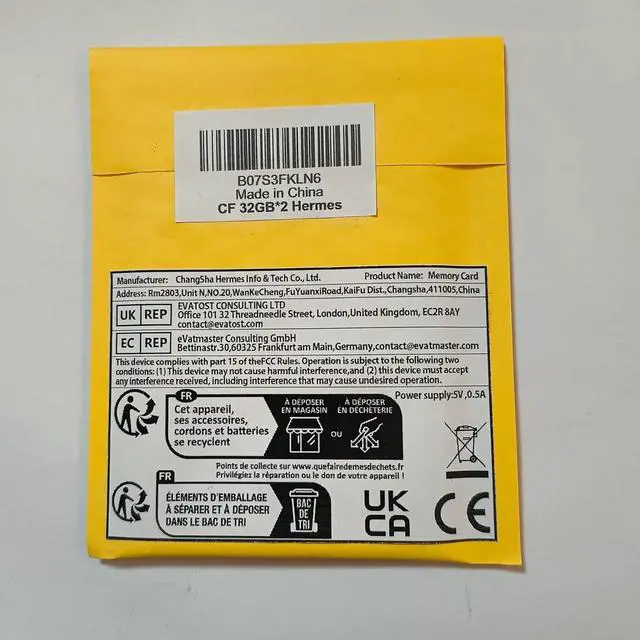 B07S3FKLN6
Made in China
CF 32GB*2 Hermes
Manufacturer: ChangSha Hermes Info & Tech Co., Ltd. Product Name: Memory Card
Address: Rm2803,Unit N,NO.20,WanKeCheng,FuYuanxiRoad,KaiFu Dist.,Changsha,411005,China
UK REP
EVATOST CONSULTING LTD
Office 101 32 Threadneedle Street, London,United Kingdom, EC2R 8AY
contact@evatost.com
EC REP
eVatmaster Consulting GmbH
Bettinastr.30,60325 Frankfurt am Main,Germany,contact@evatmaster.com
This device complies with part 15 of theFCC Rules. Operation is subject to the following two
conditions: (1) This device may not cause harmful interference,and (2) this device must accept
any interference received, including interference that may cause undesired operation.
Power supply:5V,0.5A
FR
Cet appareil,
ses accessoires,
cordons et batteries
se recyclent
À DÉPOSER
EN MAGASIN
OU
À DÉPOSER
EN DÉCHÈTERIE
Points de collecte sur www.quefairedemesdechets.fr
Privilégiez la réparation ou le don de votre appareil !
FR
ÉLÉMENTS D'EMBALLAGE
À SÉPARER ET À DÉPOSER
DANS LE BAC DE TRI
BAC
DE
TRI
UK
CA
CE